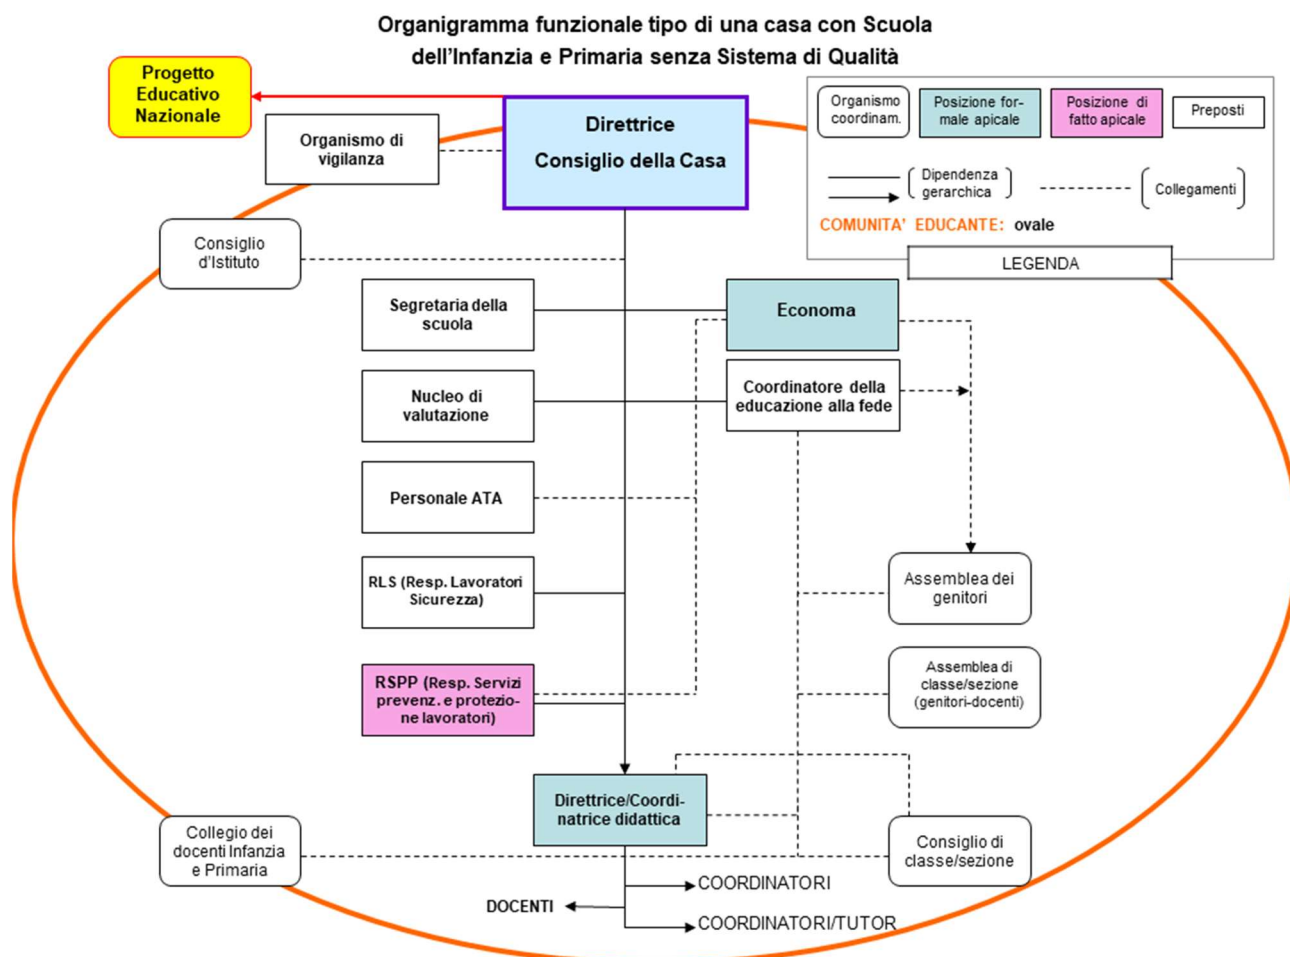 Organigramma funzionale tipo di una casa con Scuola
dell'Infanzia e Primaria senza Sistema di Qualità
Progetto
Educativo
Nazionale
Organismo di
vigilanza
Direttrice
Consiglio della Casa
Organismo
coordinam.
Posizione for-
male apicale
Posizione di
fatto apicale
Preposti
Dipendenza
gerarchica
Collegamenti
COMUNITA' EDUCANTE: ovale
LEGENDA
Consiglio
d'Istituto
Segretaria della
scuola
Economa
Nucleo di
valutazione
Coordinatore della
educazione alla fede
Personale ATA
RLS (Resp. Lavoratori
Sicurezza)
Assemblea dei
genitori
RSPP (Resp. Servizi
prevenz. e protezio-
ne lavoratori)
Assemblea di
classe/sezione
(genitori-docenti)
Direttrice/Coordi-
natrice didattica
Collegio dei
docenti Infanzia
e Primaria
Consiglio di
classe/sezione
COORDINATORI
DOCENTI
COORDINATORI/TUTOR